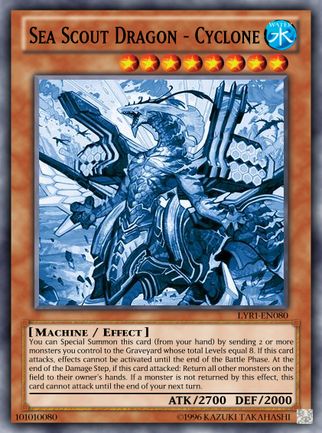 SEA SCOUT DRAGON - CYCLONE
WATER
水
LYR1-EN080
[ MACHINE / EFFECT ]
You can Special Summon this card (from your hand) by sending 2 or more
monsters you control to the Graveyard whose total Levels equal 8. If this card
attacks, effects cannot be activated until the end of the Battle Phase. At the
end of the Damage Step, if this card attacked: Return all other monsters on
the field to their owner's hands. If a monster is not returned by this effect, this
card cannot attack until the end of your next turn.
ATK/2700 DEF/2000
101010080
©1996 KAZUKI TAKAHASHI